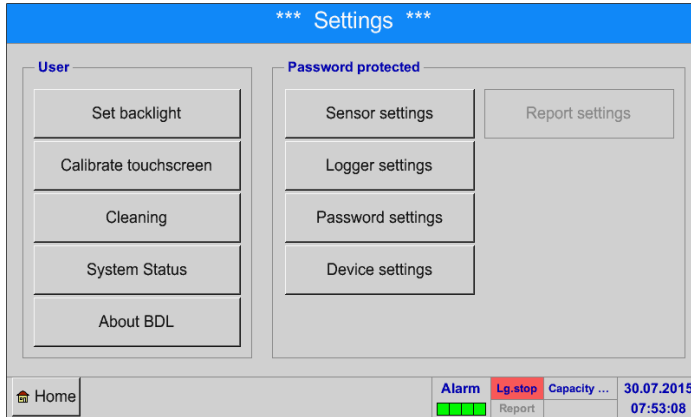 *** Settings ***
User
Set backlight
Calibrate touchscreen
Cleaning
System Status
About BDL
Password protected
Sensor settings
Report settings
Logger settings
Password settings
Device settings
Home
Alarm
Lg.stop
Report
Capacity ...
30.07.2015
07:53:08